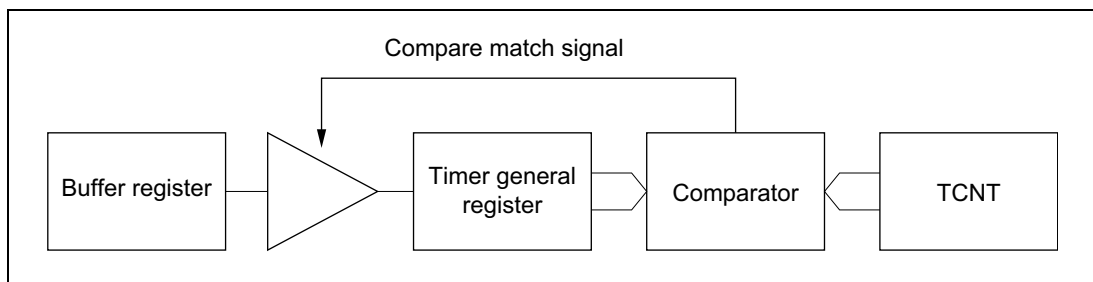 Compare match signal
Buffer register
Timer general
register
Comparator
TCNT